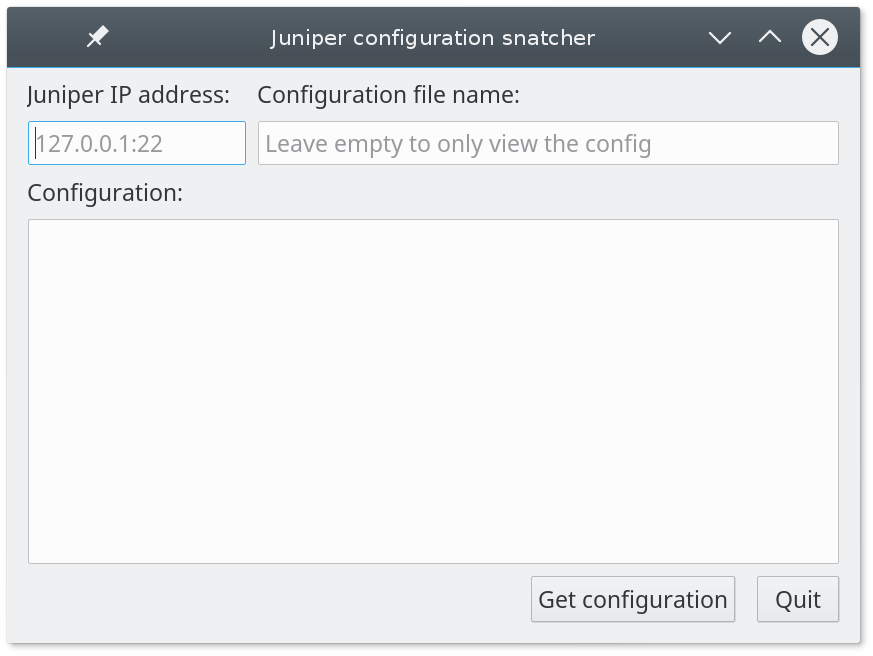 Juniper configuration snatcher
Juniper IP address: Configuration file name:
127.0.0.1:22 Leave empty to only view the config
Configuration:
Get configuration Quit